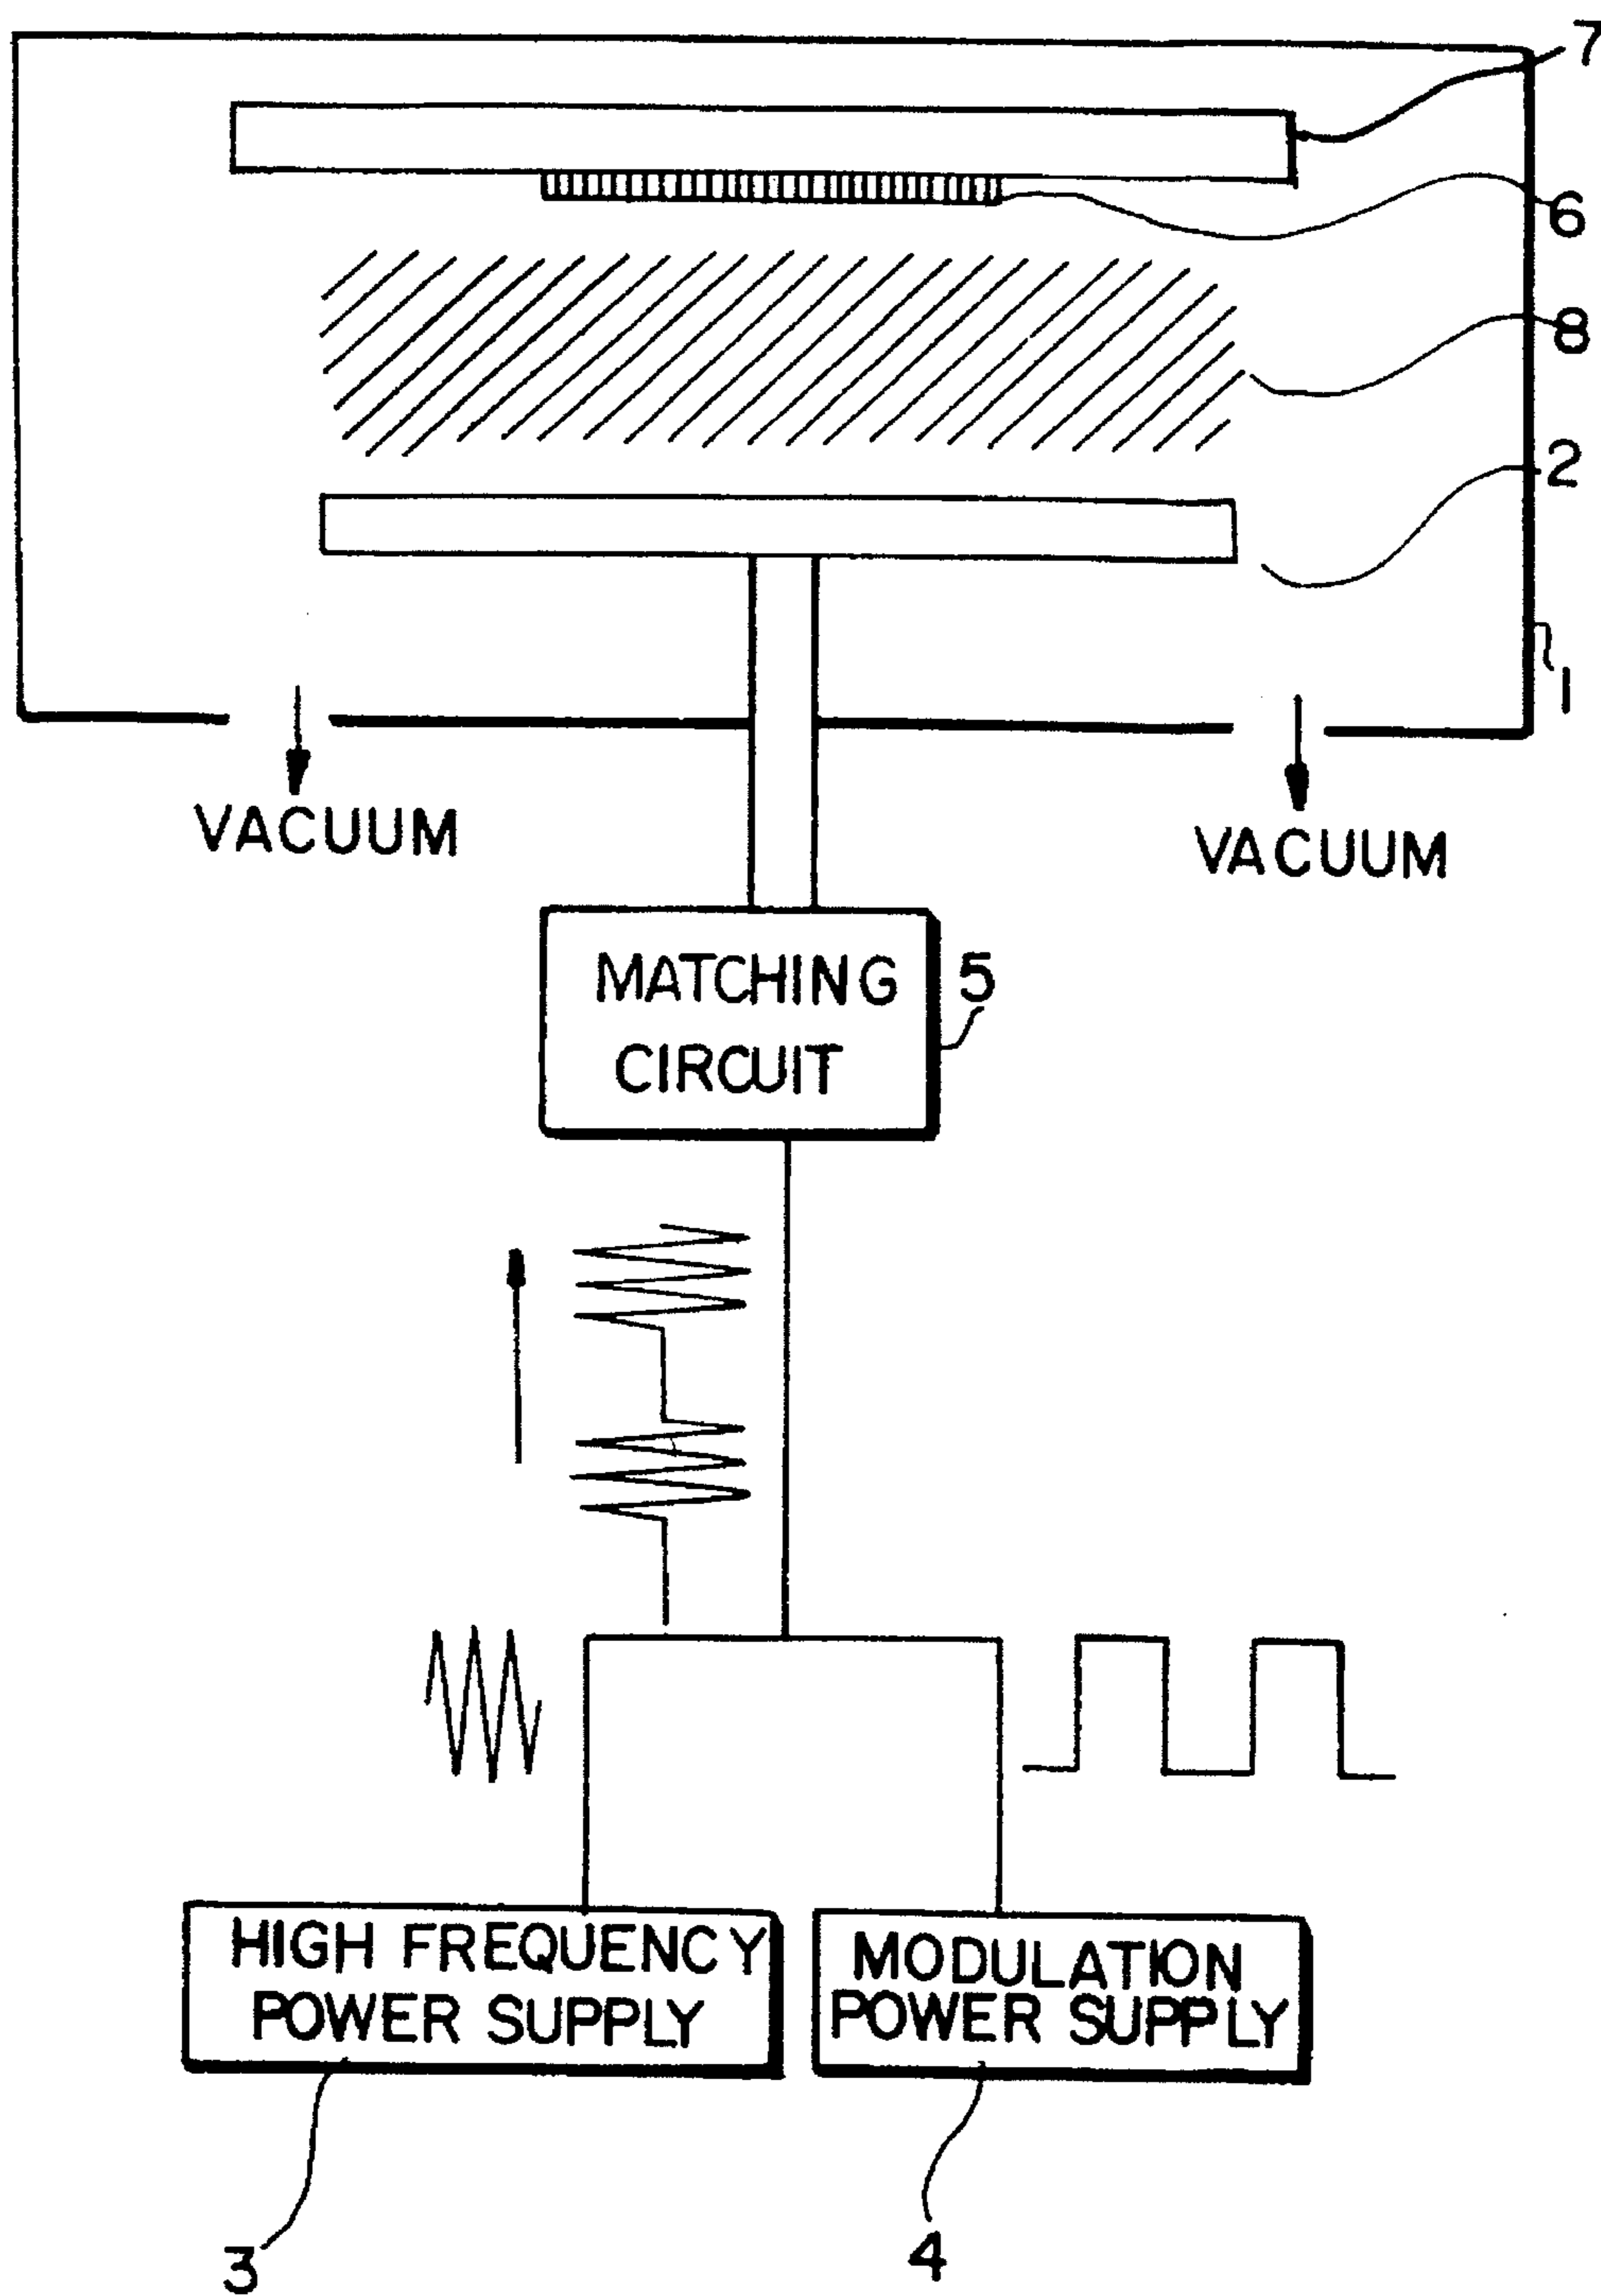 7
6
8
2
1
VACUUM
VACUUM
MATCHING
CIRCUIT
5
HIGH FREQUENCY
POWER SUPPLY
MODULATION
POWER SUPPLY
3
4